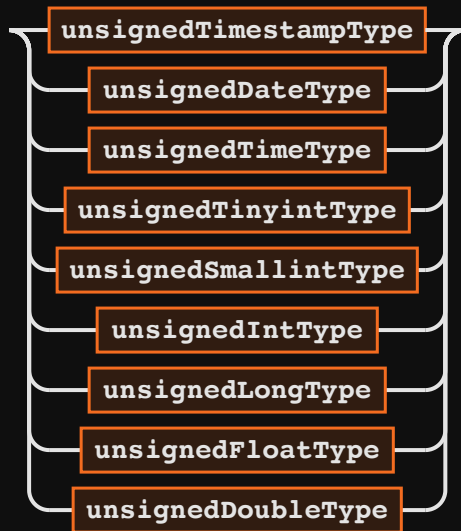 unsignedTimestampType
unsignedDateType
unsignedTimeType
unsignedTinyintType
unsignedSmallintType
unsignedIntType
unsignedLongType
unsignedFloatType
unsignedDoubleType